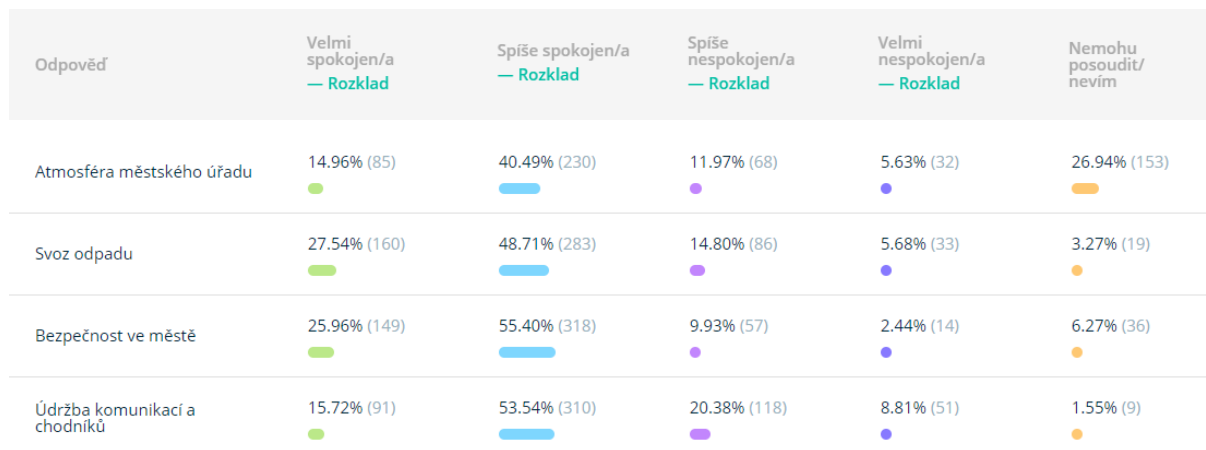 Odpověď
Velmi
spokojen/a
— Rozklad
Spíše spokojen/a
— Rozklad
Spíše
nespokojen/a
— Rozklad
Velmi
nespokojen/a
— Rozklad
Nemohu
posoudit/
nevím
Atmosféra městského úřadu 14.96% (85) 40.49% (230) 11.97% (68) 5.63% (32) 26.94% (153)
Svoz odpadu 27.54% (160) 48.71% (283) 14.80% (86) 5.68% (33) 3.27% (19)
Bezpečnost ve městě 25.96% (149) 55.40% (318) 9.93% (57) 2.44% (14) 6.27% (36)
Údržba komunikací a
chodníků
15.72% (91) 53.54% (310) 20.38% (118) 8.81% (51) 1.55% (9)